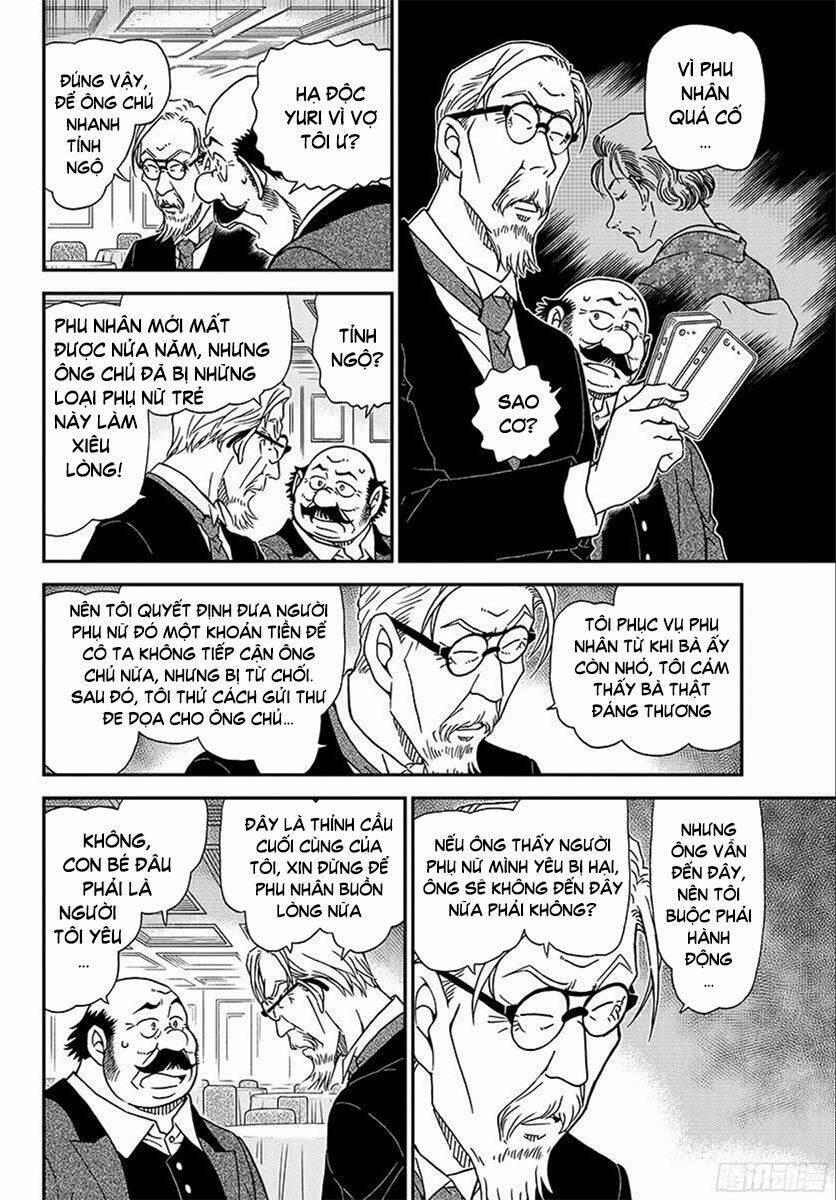 VÌ PHU
NHÂN
QUÁ CỐ
...
SAO
CƠ?
HẠ ĐỘC
YURI VÌ VỢ
TÔI Ư?
ĐÚNG VẬY,
ĐỂ ÔNG CHỦ
NHANH
TỈNH
NGỘ
TỈNH
NGỘ?
PHU NHÂN MỚI MẤT
ĐƯỢC NỬA NĂM, NHƯNG
ÔNG CHỦ ĐÃ BỊ NHỮNG
LOẠI PHỤ NỮ TRẺ
NÀY LÀM
XIÊU
LÒNG!
TÔI PHỤC VỤ PHU
NHÂN TỪ KHI BÀ ẤY
CÒN NHỎ, TÔI CẢM
THẤY BÀ THẬT
ĐÁNG THƯƠNG
NÊN TÔI QUYẾT ĐỊNH ĐƯA NGƯỜI
PHỤ NỮ ĐÓ MỘT KHOẢN TIỀN ĐỂ
CÔ TA KHÔNG TIẾP CẬN ÔNG
CHỦ NỮA, NHƯNG BỊ TỪ CHỐI.
SAU ĐÓ, TÔI THỬ CÁCH GỬI THƯ
ĐE DỌA CHO ÔNG CHỦ...
NHƯNG
ÔNG VẪN
ĐẾN ĐÂY,
NÊN TÔI
BUỘC PHẢI
HÀNH
ĐỘNG
...
NẾU ÔNG THẤY NGƯỜI
PHỤ NỮ MÌNH YÊU BỊ HẠI,
ÔNG SẼ KHÔNG ĐẾN ĐÂY
NỮA PHẢI KHÔNG?
ĐÂY LÀ THỈNH CẦU
CUỐI CÙNG CỦA
TÔI, XIN ĐỪNG ĐỂ
PHU NHÂN BUỒN
LÒNG NỮA
KHÔNG,
CON BÉ ĐÂU
PHẢI LÀ
NGƯỜI
TÔI YÊU
...
腾讯动漫